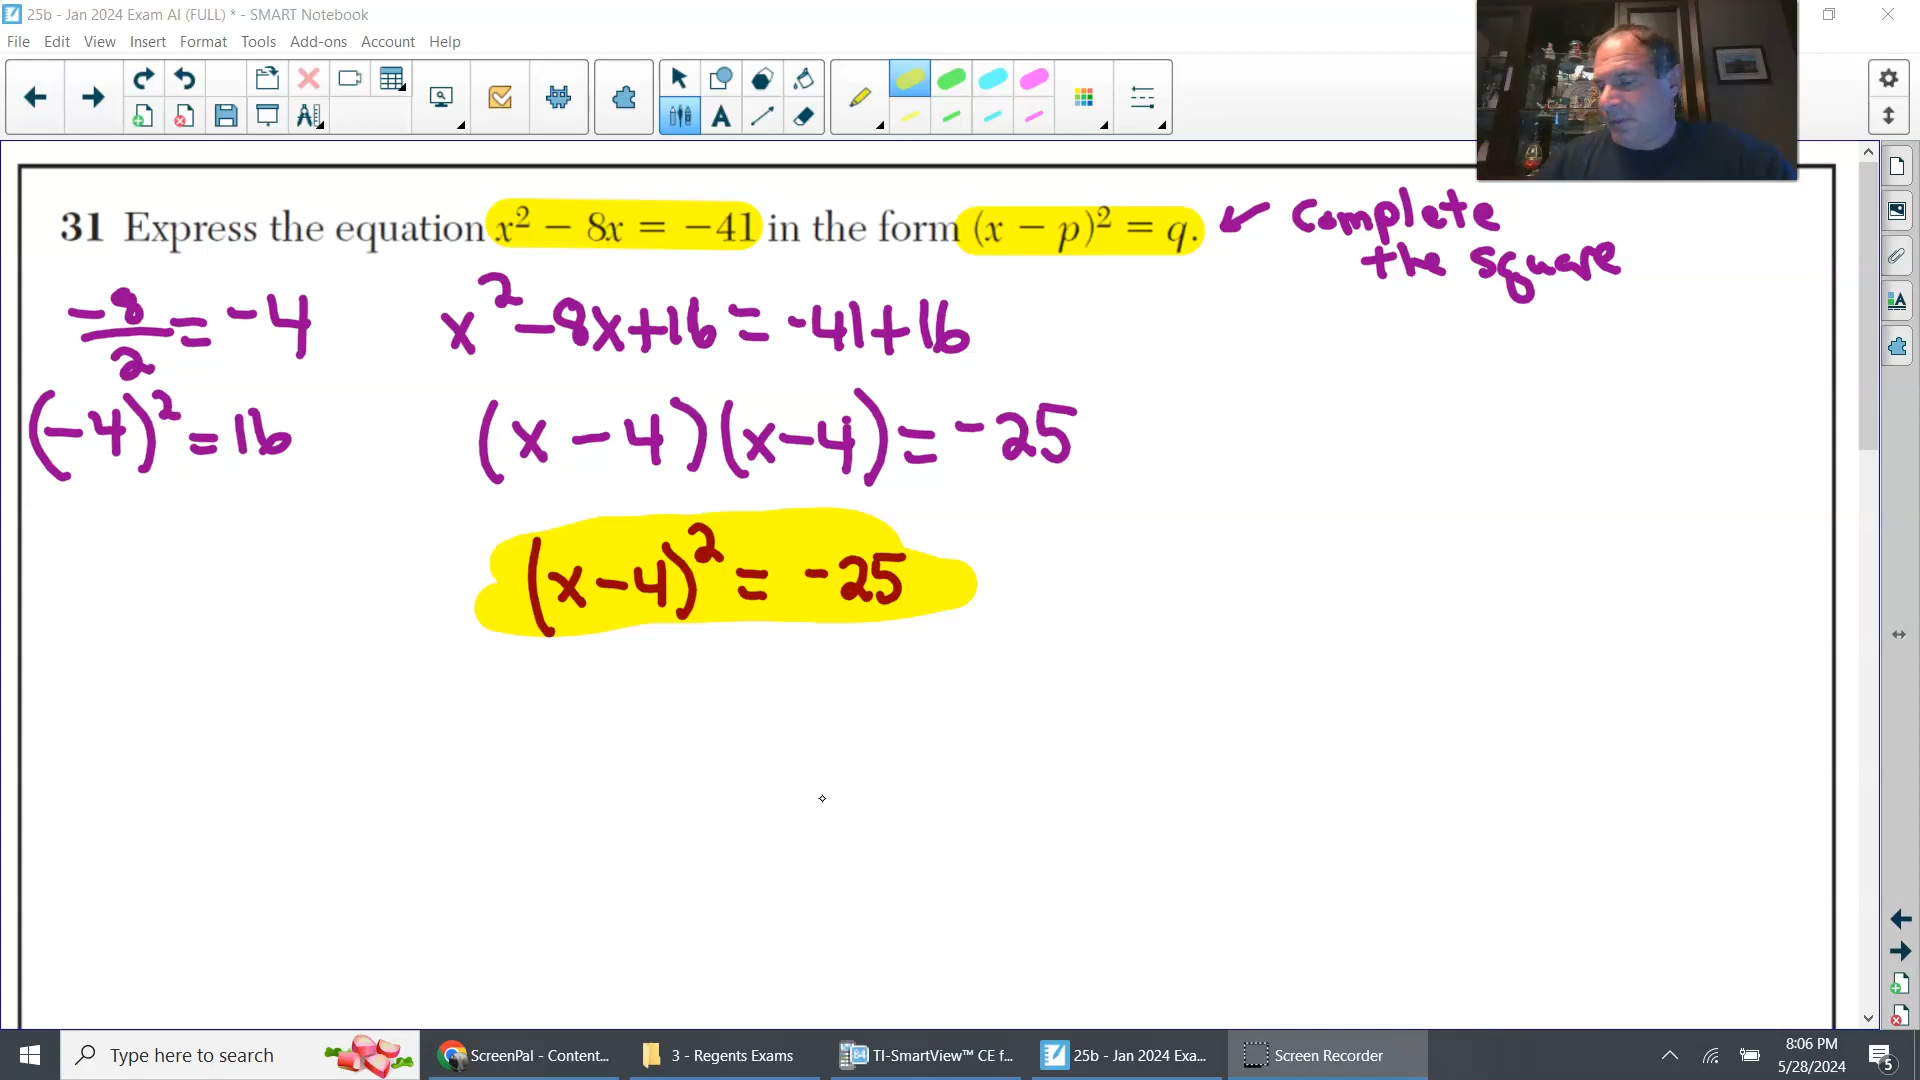 25b - Jan 2024 Exam AI (FULL) * - SMART Notebook
File Edit View Insert Format Tools Add-ons Account Help
31 Express the equation x² − 8x = −41 in the form (x − p)² = q.
Complete
the square
-8/2 = -4
x² - 8x + 16 = -41 + 16
(-4)² = 16
(x - 4)(x - 4) = -25
(x - 4)² = -25
Type here to search
ScreenPal - Content...
3 - Regents Exams
TI-SmartView™ CE f...
25b - Jan 2024 Exa...
Screen Recorder
8:06 PM
5/28/2024
5